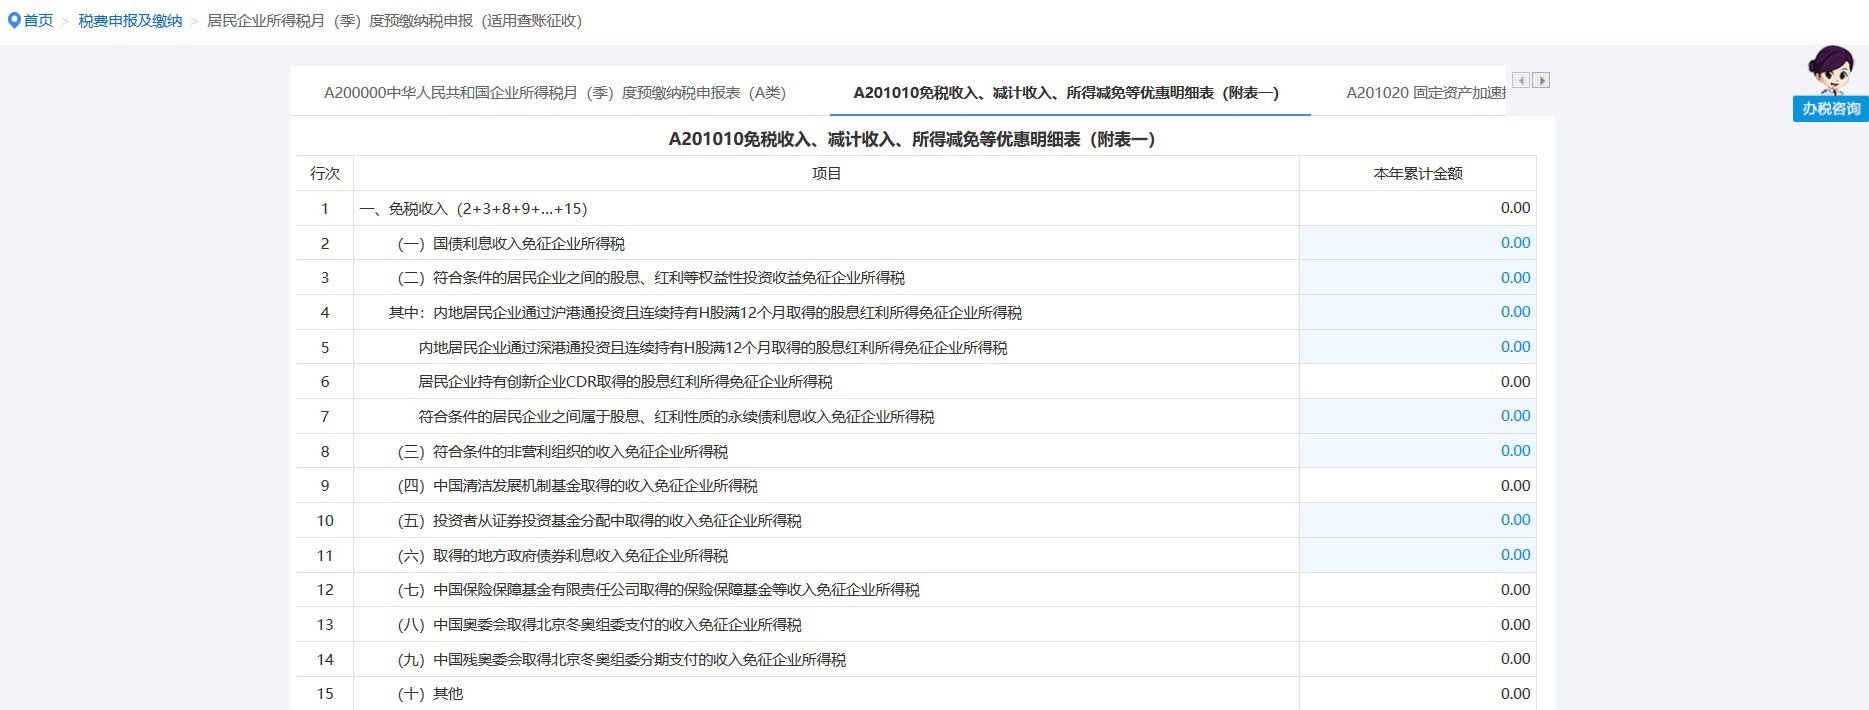 首页 > 税费申报及缴纳 > 居民企业所得税月（季）度预缴纳税申报（适用查账征收）
办税咨询
A200000中华人民共和国企业所得税月（季）度预缴纳税申报表（A类） A201010免税收入、减计收入、所得减免等优惠明细表（附表一） A201020 固定资产加速
A201010免税收入、减计收入、所得减免等优惠明细表（附表一）
行次 项目 本年累计金额
1 一、免税收入（2+3+8+9+...+15） 0.00
2 （一）国债利息收入免征企业所得税 0.00
3 （二）符合条件的居民企业之间的股息、红利等权益性投资收益免征企业所得税 0.00
4 其中：内地居民企业通过沪港通投资且连续持有H股满12个月取得的股息红利所得免征企业所得税 0.00
5 内地居民企业通过深港通投资且连续持有H股满12个月取得的股息红利所得免征企业所得税 0.00
6 居民企业持有创新企业CDR取得的股息红利所得免征企业所得税 0.00
7 符合条件的居民企业之间属于股息、红利性质的永续债利息收入免征企业所得税 0.00
8 （三）符合条件的非营利组织的收入免征企业所得税 0.00
9 （四）中国清洁发展机制基金取得的收入免征企业所得税 0.00
10 （五）投资者从证券投资基金分配中取得的收入免征企业所得税 0.00
11 （六）取得的地方政府债券利息收入免征企业所得税 0.00
12 （七）中国保险保障基金有限责任公司取得的保险保障基金等收入免征企业所得税 0.00
13 （八）中国奥委会取得北京冬奥组委支付的收入免征企业所得税 0.00
14 （九）中国残奥委会取得北京冬奥组委分期支付的收入免征企业所得税 0.00
15 （十）其他 0.00